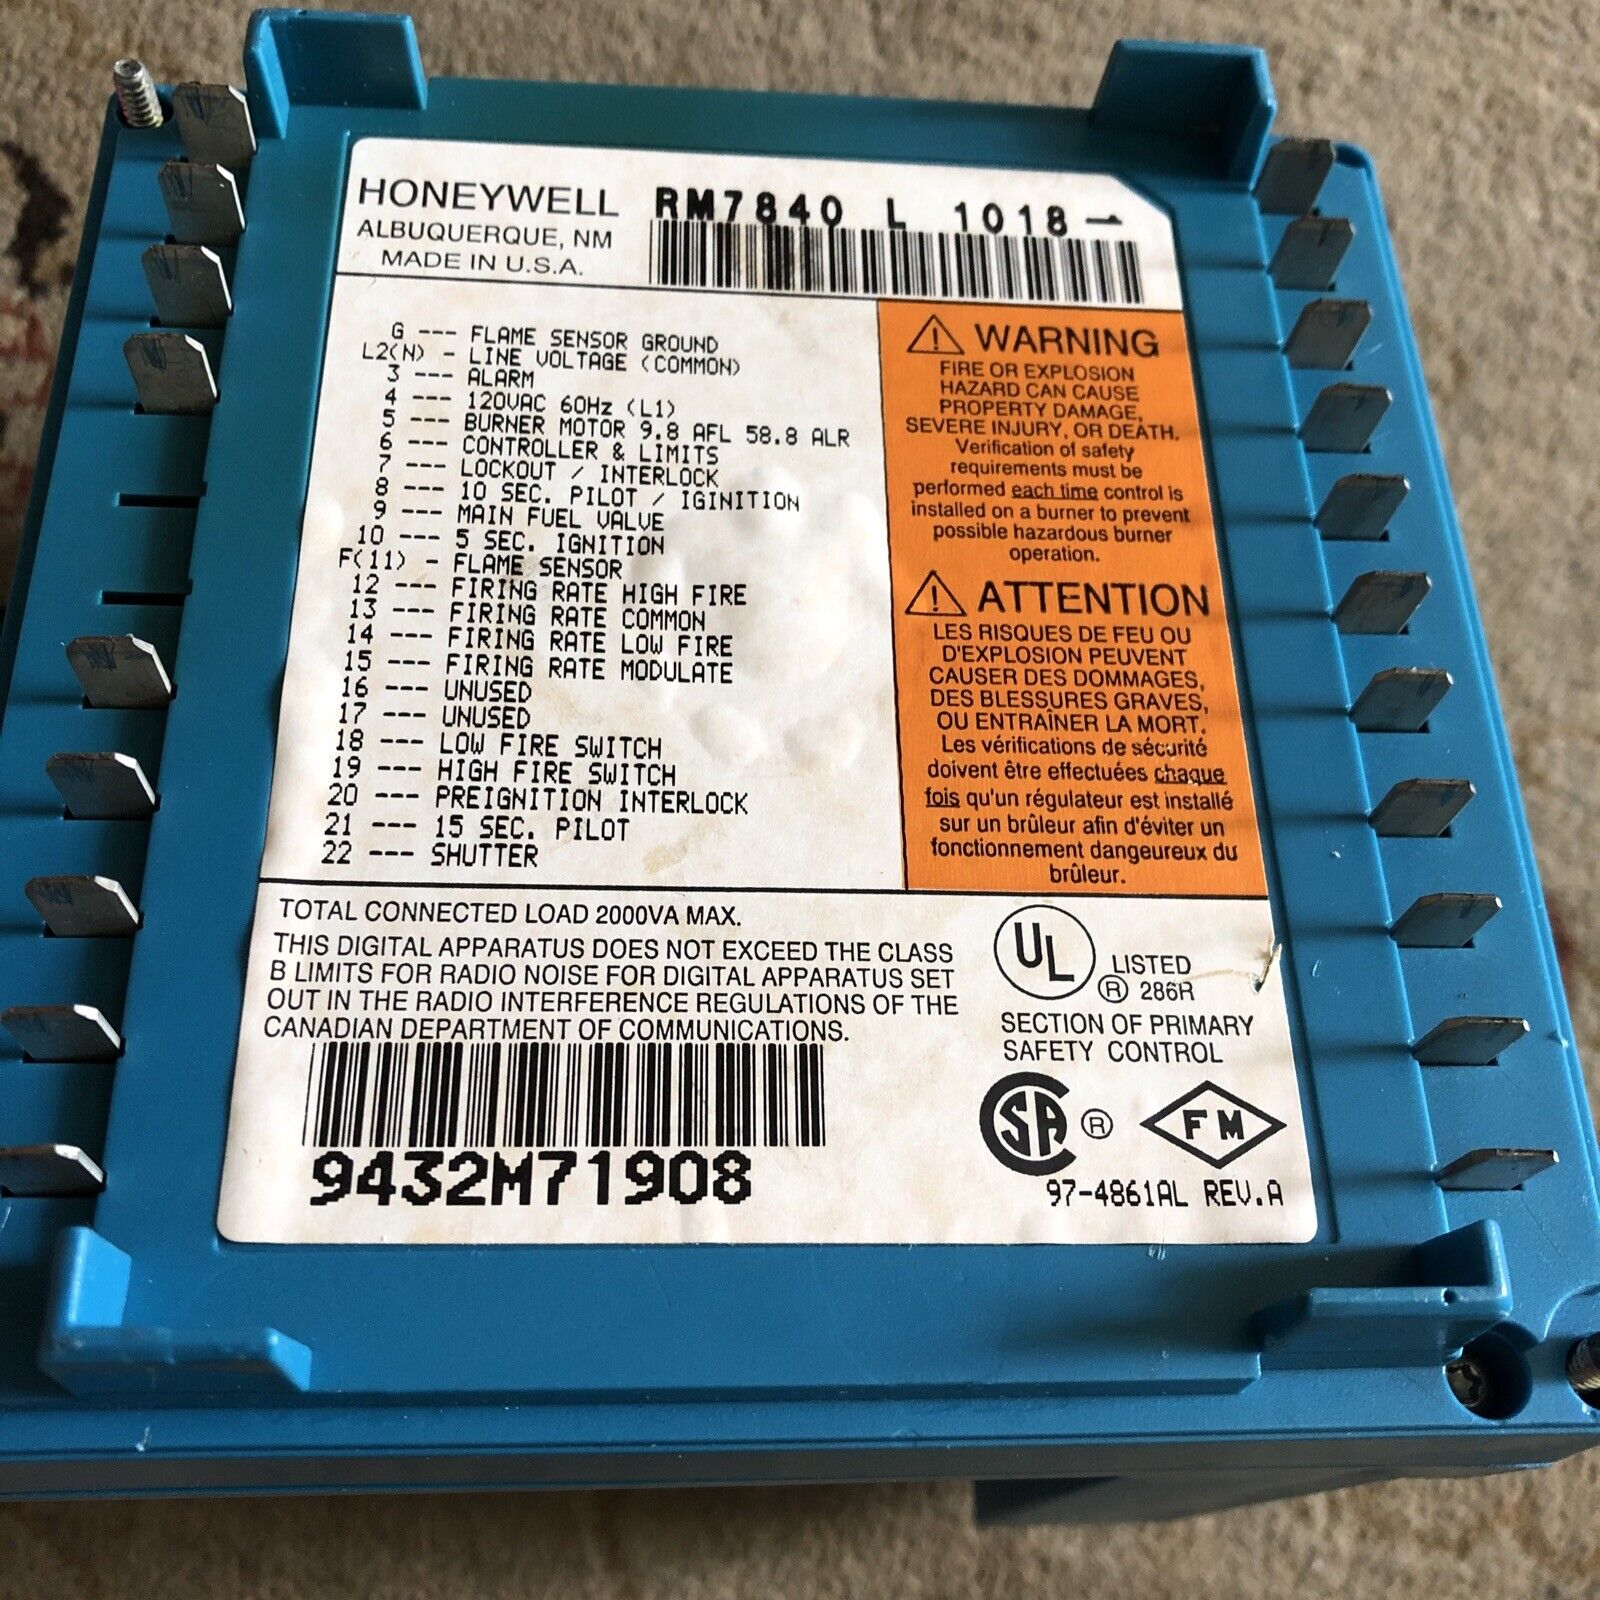 HONEYWELL RM7840 L 1018-
ALBUQUERQUE, NM
MADE IN U.S.A.
G --- FLAME SENSOR GROUND
L2(N) - LINE VOLTAGE (COMMON)
3 --- ALARM
4 --- 120VAC 60Hz (L1)
5 --- BURNER MOTOR 9.8 AFL 58.8 ALR
6 --- CONTROLLER & LIMITS
7 --- LOCKOUT / INTERLOCK
8 --- 10 SEC. PILOT / IGINITION
9 --- MAIN FUEL VALVE
10 --- 5 SEC. IGNITION
F(11) - FLAME SENSOR
12 --- FIRING RATE HIGH FIRE
13 --- FIRING RATE COMMON
14 --- FIRING RATE LOW FIRE
15 --- FIRING RATE MODULATE
16 --- UNUSED
17 --- UNUSED
18 --- LOW FIRE SWITCH
19 --- HIGH FIRE SWITCH
20 --- PREIGNITION INTERLOCK
21 --- 15 SEC. PILOT
22 --- SHUTTER
WARNING
FIRE OR EXPLOSION
HAZARD CAN CAUSE
PROPERTY DAMAGE,
SEVERE INJURY, OR DEATH.
Verification of safety
requirements must be
performed each time control is
installed on a burner to prevent
possible hazardous burner
operation.
ATTENTION
LES RISQUES DE FEU OU
D'EXPLOSION PEUVENT
CAUSER DES DOMMAGES,
DES BLESSURES GRAVES,
OU ENTRAÎNER LA MORT.
Les vérifications de sécurité
doivent être effectuées chaque
fois qu'un régulateur est installé
sur un brûleur afin d'éviter un
fonctionnement dangeureux du
brûleur.
TOTAL CONNECTED LOAD 2000VA MAX.
THIS DIGITAL APPARATUS DOES NOT EXCEED THE CLASS
B LIMITS FOR RADIO NOISE FOR DIGITAL APPARATUS SET
OUT IN THE RADIO INTERFERENCE REGULATIONS OF THE
CANADIAN DEPARTMENT OF COMMUNICATIONS.
9432M71908
UL LISTED
® 286R
SECTION OF PRIMARY
SAFETY CONTROL
CSA ® FM
97-4861AL REV.A